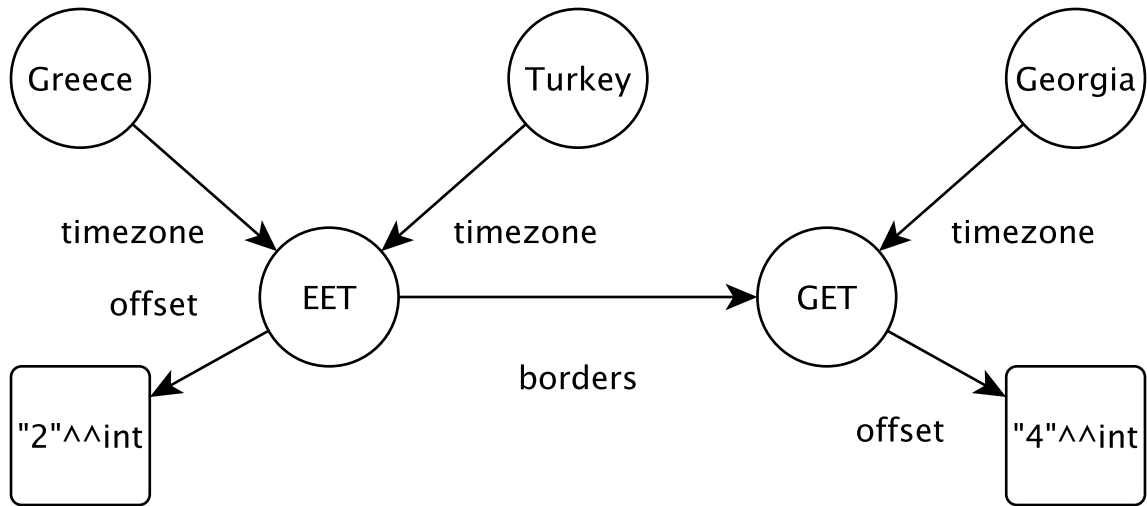 Greece
Turkey
Georgia
timezone
timezone
timezone
offset
EET
GET
borders
"2"^^int
offset
"4"^^int